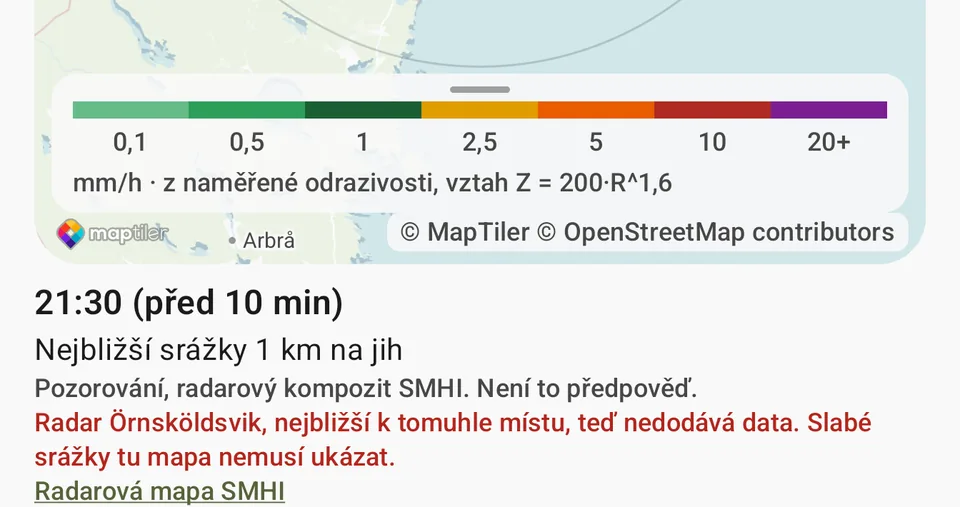 0,1 0,5 1 2,5 5 10 20+
mm/h · z naměřené odrazivosti, vztah Z = 200·R^1,6
maptiler
Arbrå
© MapTiler © OpenStreetMap contributors
21:30 (před 10 min)
Nejbližší srážky 1 km na jih
Pozorování, radarový kompozit SMHI. Není to předpověď.
Radar Örnsköldsvik, nejbližší k tomuhle místu, teď nedodává data. Slabé
srážky tu mapa nemusí ukázat.
Radarová mapa SMHI